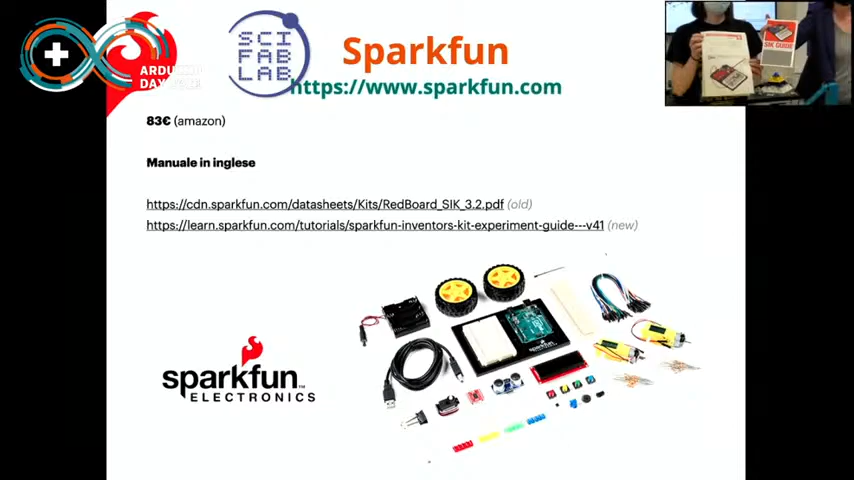 SCI
FAB
LAB
Sparkfun
https://www.sparkfun.com
ARDUINO
DAY
SIK GUIDE
83€ (amazon)
Manuale in inglese
https://cdn.sparkfun.com/datasheets/Kits/RedBoard_SIK_3.2.pdf (old)
https://learn.sparkfun.com/tutorials/sparkfun-inventors-kit-experiment-guide---v41 (new)
sparkfun™
ELECTRONICS